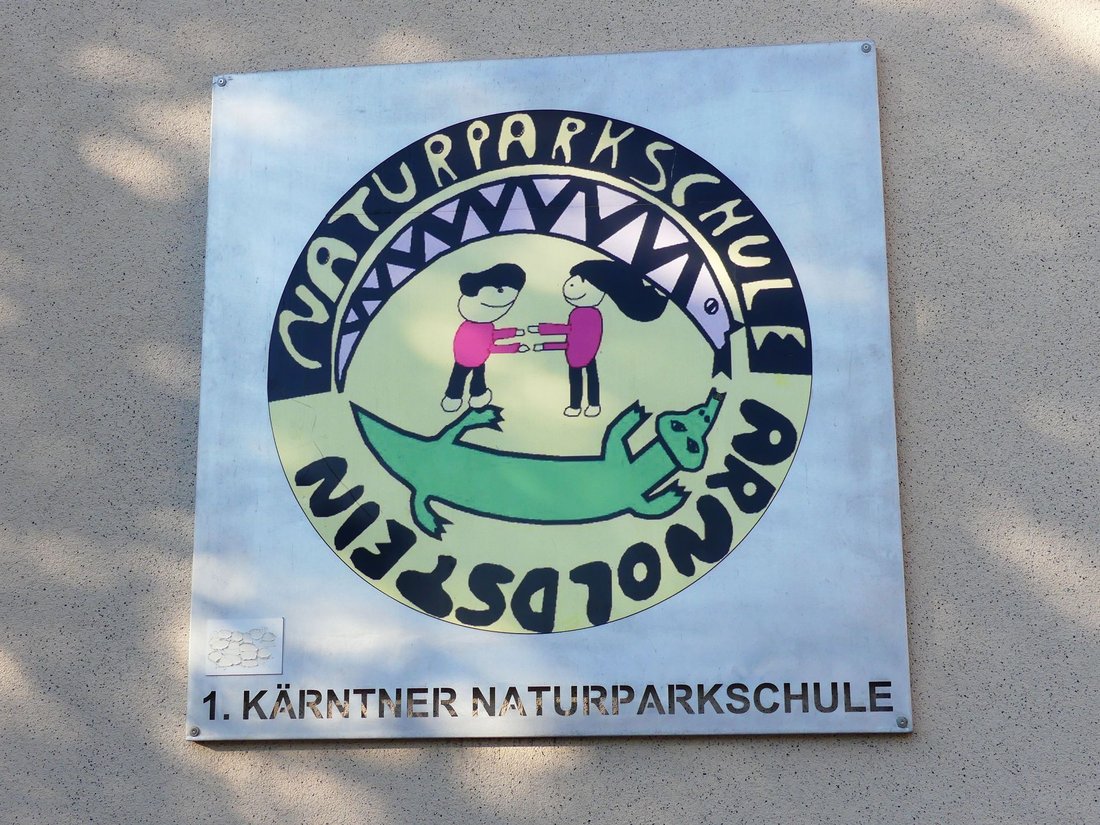 NATURPARKSCHULE
ARNOLDSTEIN
1. KÄRNTNER NATURPARKSCHULE